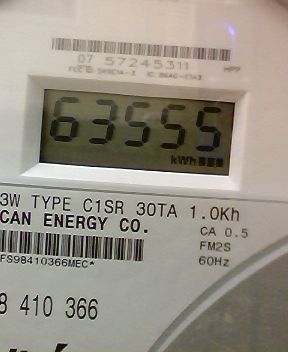 07 57245311
HPP
63555
kWh
3W TYPE C1SR 30TA 1.0Kh
CAN ENERGY CO.
CA 0.5
FM2S
FS98410366MEC*
60Hz
8 410 366